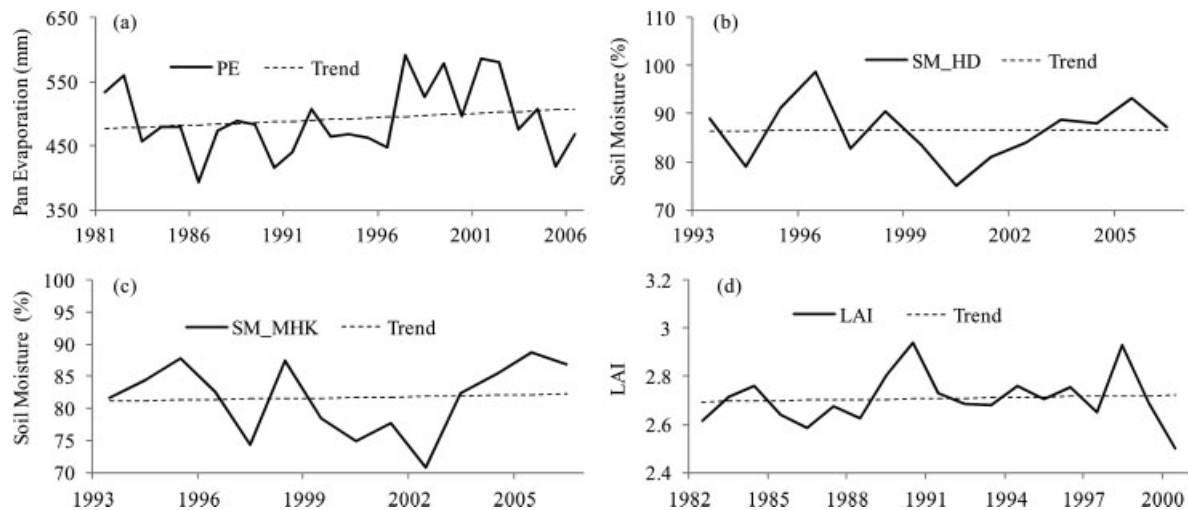 (a)
PE
Trend
Pan Evaporation (mm)
650
550
450
350
1981 1986 1991 1996 2001 2006
(b)
SM_HD
Trend
Soil Moisture (%)
110
100
90
80
70
1993 1996 1999 2002 2005
(c)
SM_MHK
Trend
Soil Moisture (%)
100
95
90
85
80
75
70
1993 1996 1999 2002 2005
(d)
LAI
Trend
LAI
3.2
3
2.8
2.6
2.4
1982 1985 1988 1991 1994 1997 2000